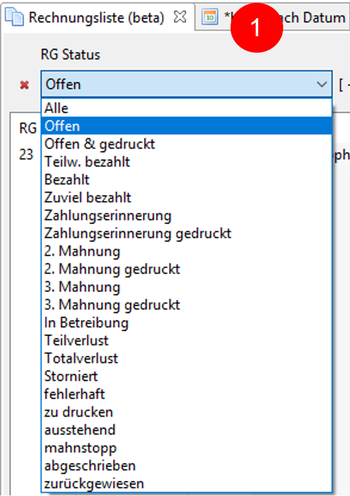 Rechnungsliste (beta) ach Datum
1
RG Status
Offen
RG
23
Alle
Offen
Offen & gedruckt
Teilw. bezahlt
Bezahlt
Zuviel bezahlt
Zahlungserinnerung
Zahlungserinnerung gedruckt
2. Mahnung
2. Mahnung gedruckt
3. Mahnung
3. Mahnung gedruckt
In Betreibung
Teilverlust
Totalverlust
Storniert
fehlerhaft
zu drucken
ausstehend
mahnstopp
abgeschrieben
zurückgewiesen